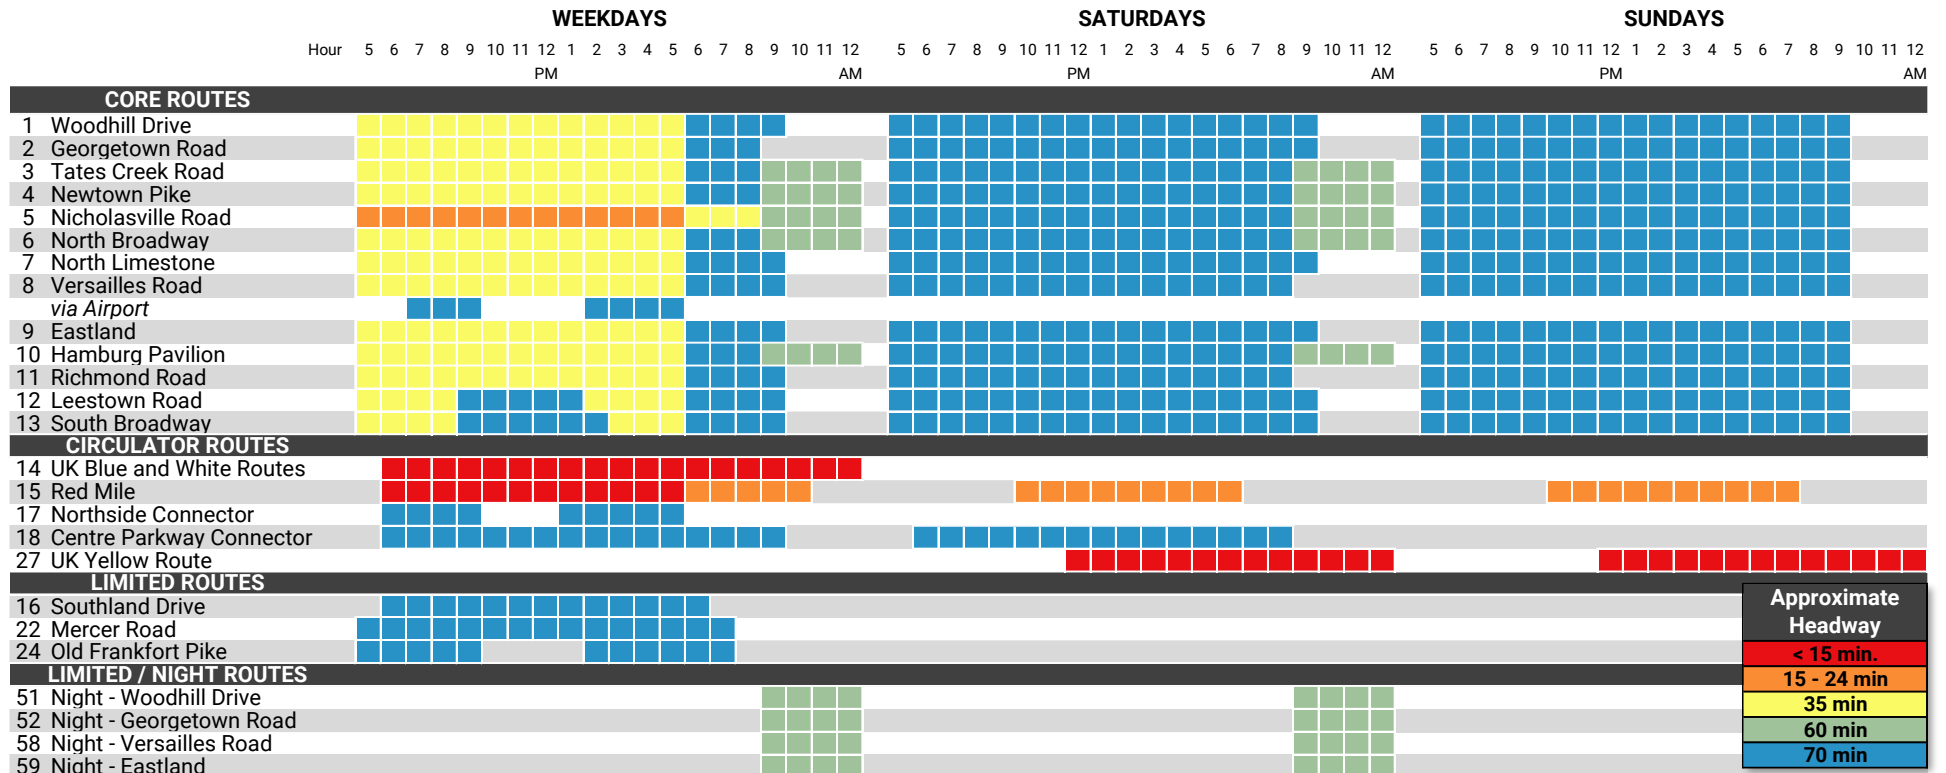 WEEKDAYS SATURDAYS SUNDAYS
Hour 5 6 7 8 9 10 11 12 1 2 3 4 5 6 7 8 9 10 11 12 5 6 7 8 9 10 11 12 1 2 3 4 5 6 7 8 9 10 11 12 5 6 7 8 9 10 11 12 1 2 3 4 5 6 7 8 9 10 11 12
PM AM PM AM PM AM
CORE ROUTES
1 Woodhill Drive
2 Georgetown Road
3 Tates Creek Road
4 Newtown Pike
5 Nicholasville Road
6 North Broadway
7 North Limestone
8 Versailles Road
via Airport
9 Eastland
10 Hamburg Pavilion
11 Richmond Road
12 Leestown Road
13 South Broadway
CIRCULATOR ROUTES
14 UK Blue and White Routes
15 Red Mile
17 Northside Connector
18 Centre Parkway Connector
27 UK Yellow Route
LIMITED ROUTES
16 Southland Drive
22 Mercer Road
24 Old Frankfort Pike
LIMITED / NIGHT ROUTES
51 Night - Woodhill Drive
52 Night - Georgetown Road
58 Night - Versailles Road
59 Night - Eastland
Approximate
Headway
< 15 min.
15 - 24 min
35 min
60 min
70 min